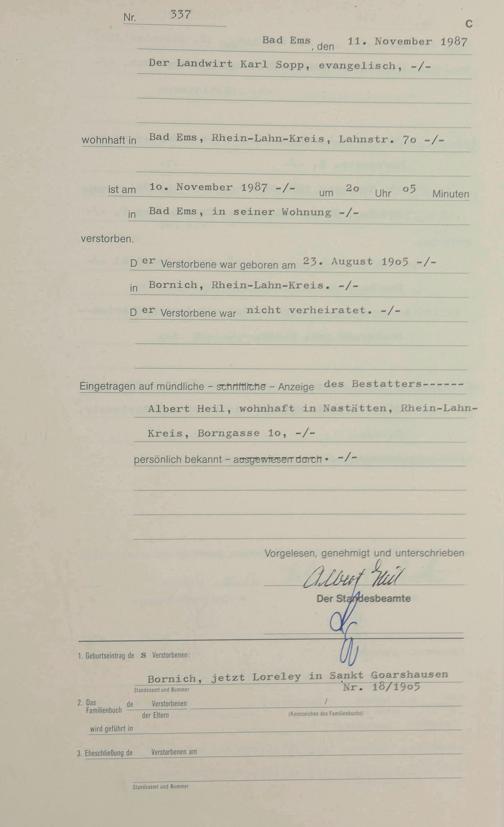 Nr. 337
C
Bad Ems, den 11. November 1987
Der Landwirt Karl Sopp, evangelisch, -/-
wohnhaft in Bad Ems, Rhein-Lahn-Kreis, Lahnstr. 7o -/-
ist am 1o. November 1987 -/- um 2o Uhr o5 Minuten
in Bad Ems, in seiner Wohnung -/-
verstorben.
D er Verstorbene war geboren am 23. August 19o5 -/-
in Bornich, Rhein-Lahn-Kreis. -/-
D er Verstorbene war nicht verheiratet. -/-
Eingetragen auf mündliche – schriftliche – Anzeige des Bestatters------
Albert Heil, wohnhaft in Nastätten, Rhein-Lahn-
Kreis, Borngasse 1o, -/-
persönlich bekannt – ausgewiesen durch - -/-
Vorgelesen, genehmigt und unterschrieben
Albert Heil
Der Standesbeamte
1. Geburtseintrag de s Verstorbenen:
Bornich, jetzt Loreley in Sankt Goarshausen
Standesamt und Nummer
Nr. 18/19o5
2. Das Familienbuch de Verstorbenen /
der Eltern (Kennzeichen des Familienbuchs)
wird geführt in
3. Eheschließung de Verstorbenen am
Standesamt und Nummer